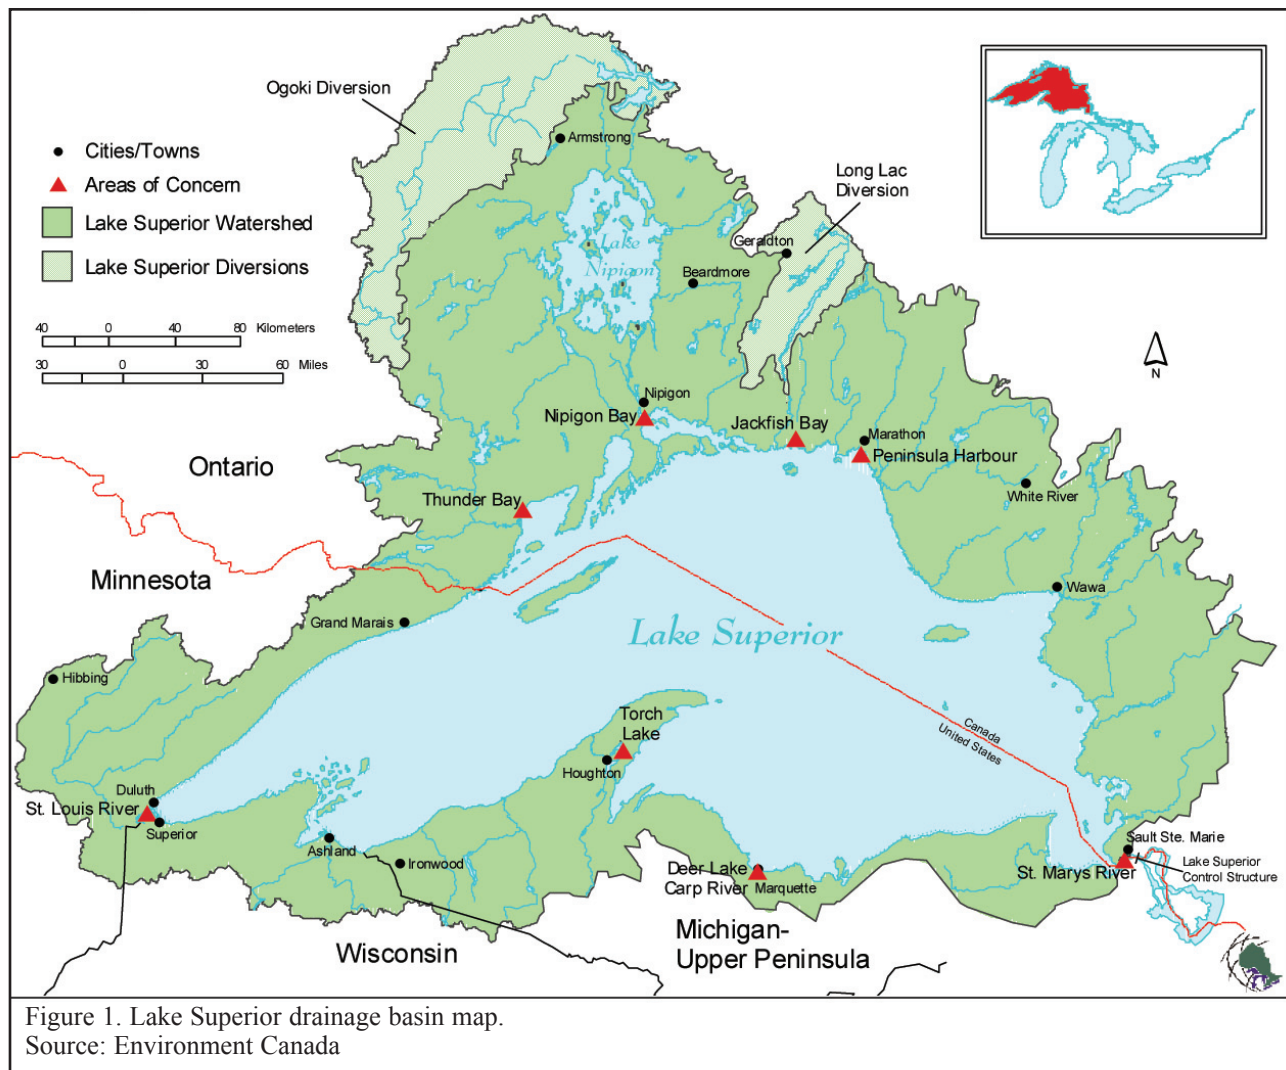 Ogoki Diversion
Cities/Towns
Areas of Concern
Lake Superior Watershed
Lake Superior Diversions
40 0 40 80 Kilometers
30 0 30 60 Miles
Armstrong
Long Lac
Diversion
Geraldton
Lake
Nipigon
Beardmore
N
Nipigon
Nipigon Bay
Jackfish Bay
Marathon
Peninsula Harbour
White River
Ontario
Thunder Bay
Minnesota
Wawa
Grand Marais
Lake Superior
Hibbing
Canada
United States
Torch
Lake
Houghton
Duluth
St. Louis River
Superior
Ashland
Ironwood
Deer Lake
Carp River
Marquette
Sault Ste. Marie
St. Marys River
Lake Superior
Control Structure
Wisconsin
Michigan-
Upper Peninsula
Figure 1. Lake Superior drainage basin map.
Source: Environment Canada